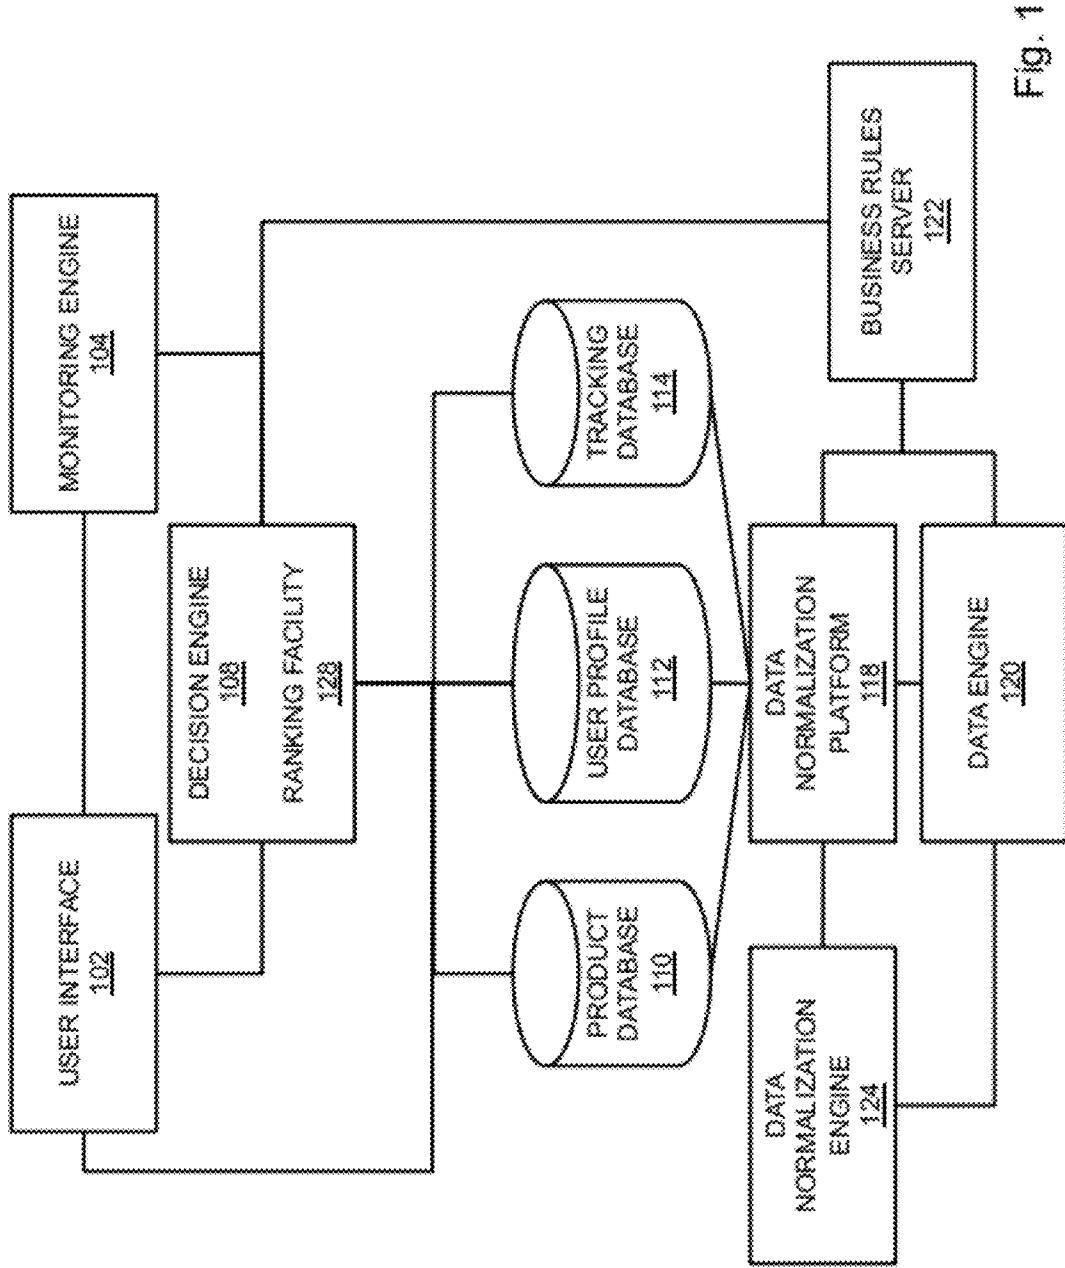 USER INTERFACE
102
MONITORING ENGINE
104
DECISION ENGINE
108
RANKING FACILITY
128
PRODUCT
DATABASE
110
USER PROFILE
DATABASE
112
TRACKING
DATABASE
114
DATA
NORMALIZATION
ENGINE
124
DATA
NORMALIZATION
PLATFORM
118
BUSINESS RULES
SERVER
122
DATA ENGINE
120
Fig. 1